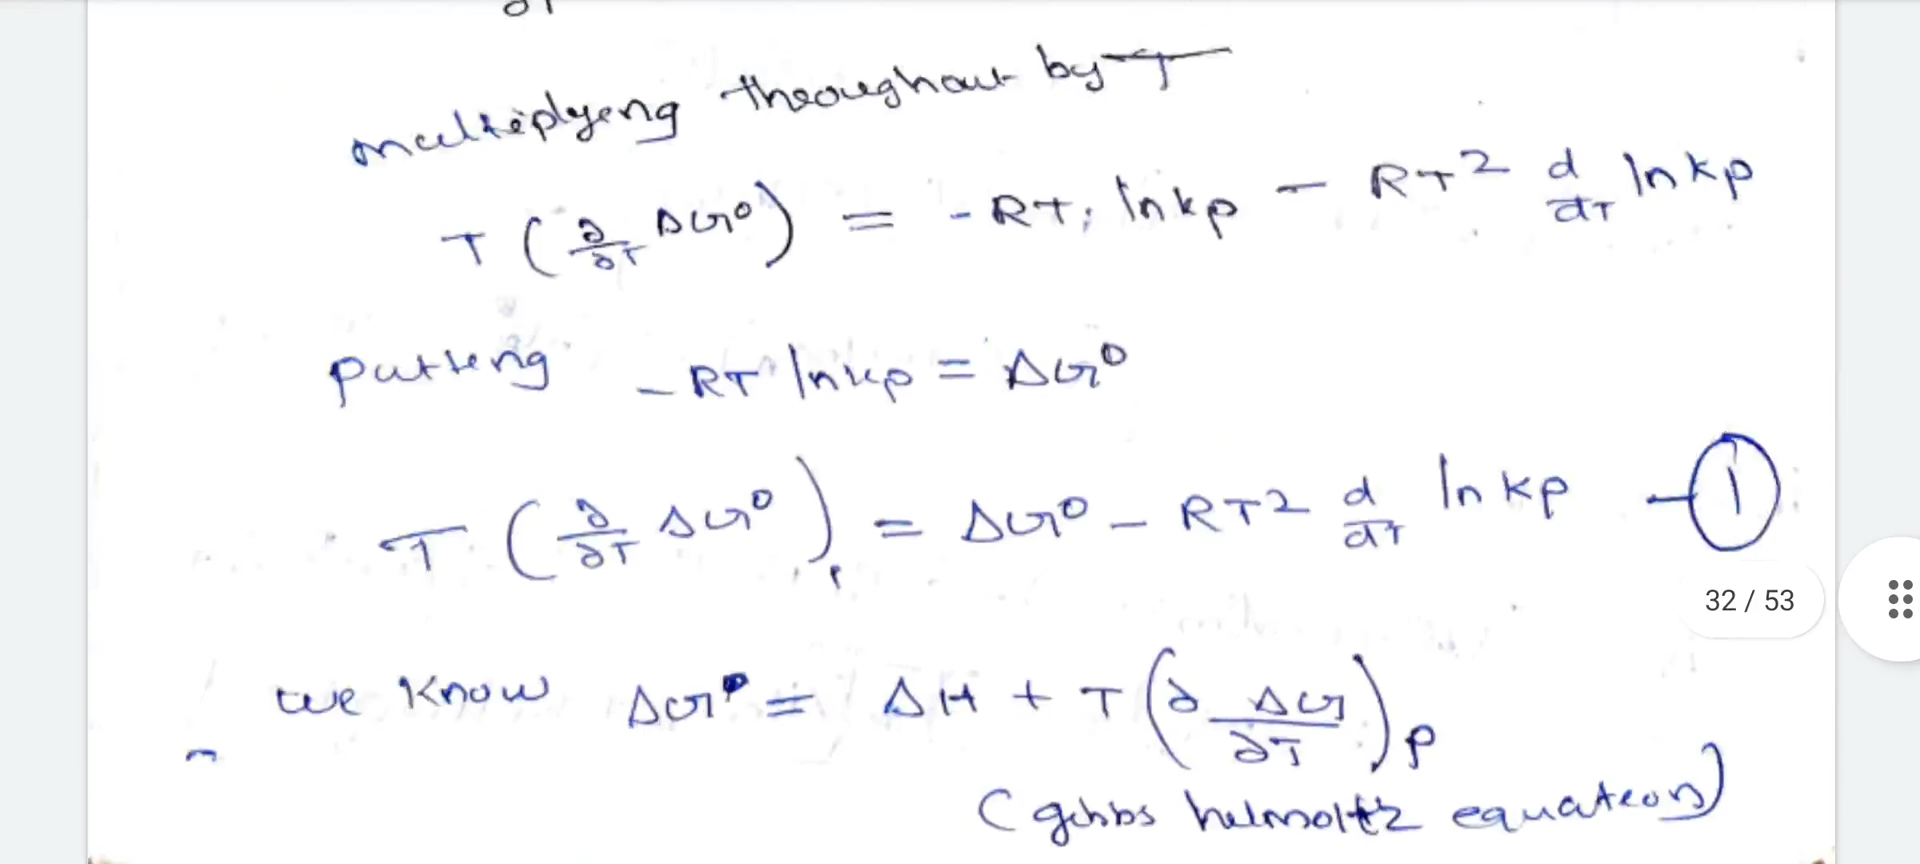 multiplying throughout by T
T ( ∂/∂T ΔG° ) = - RT, ln kp - RT² d/dT ln kp
putting - RT ln kp = ΔG°
T ( ∂/∂T ΔG° )p = ΔG° - RT² d/dT ln kp - ①
32 / 53
we know ΔG° = ΔH + T ( ∂ ΔG/∂T )p
(gibbs helmoltz equation)